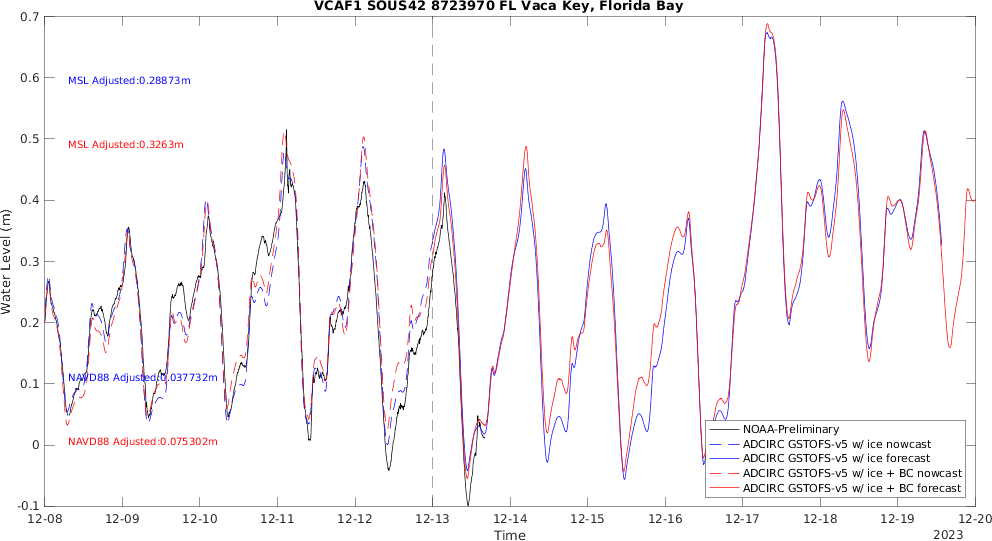 VCAF1 SOUS42 8723970 FL Vaca Key, Florida Bay
0.7
0.6
0.5
0.4
0.3
0.2
0.1
0
-0.1
Water Level (m)
MSL Adjusted:0.28873m
MSL Adjusted:0.3263m
NAVD88 Adjusted:0.037732m
NAVD88 Adjusted:0.075302m
NOAA-Preliminary
ADCIRC GSTOFS-v5 w/ ice nowcast
ADCIRC GSTOFS-v5 w/ ice forecast
ADCIRC GSTOFS-v5 w/ ice + BC nowcast
ADCIRC GSTOFS-v5 w/ ice + BC forecast
12-08 12-09 12-10 12-11 12-12 12-13 12-14 12-15 12-16 12-17 12-18 12-19 12-20
Time
2023